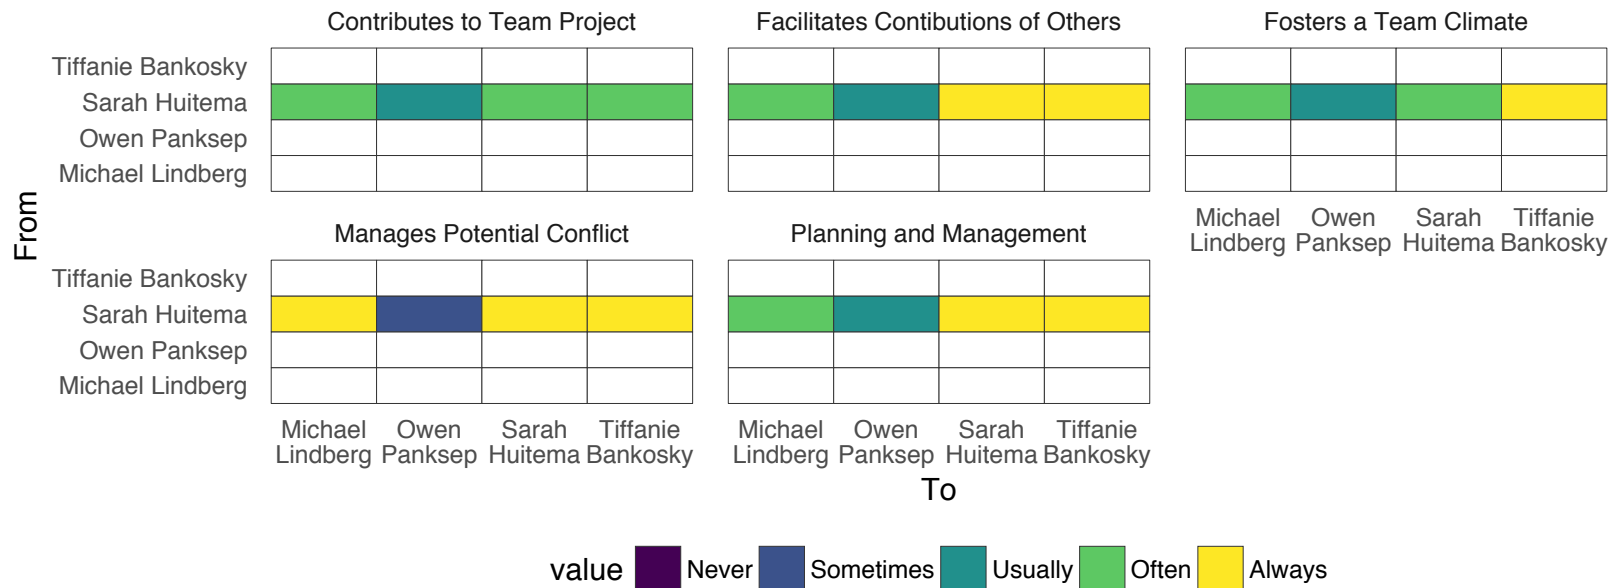 Contributes to Team Project
Facilitates Contibutions of Others
Fosters a Team Climate
Tiffanie Bankosky
Sarah Huitema
Owen Panksep
Michael Lindberg
Michael Lindberg
Owen Panksep
Sarah Huitema
Tiffanie Bankosky
From
Manages Potential Conflict
Planning and Management
Tiffanie Bankosky
Sarah Huitema
Owen Panksep
Michael Lindberg
Michael Lindberg
Owen Panksep
Sarah Huitema
Tiffanie Bankosky
Michael Lindberg
Owen Panksep
Sarah Huitema
Tiffanie Bankosky
To
value Never Sometimes Usually Often Always